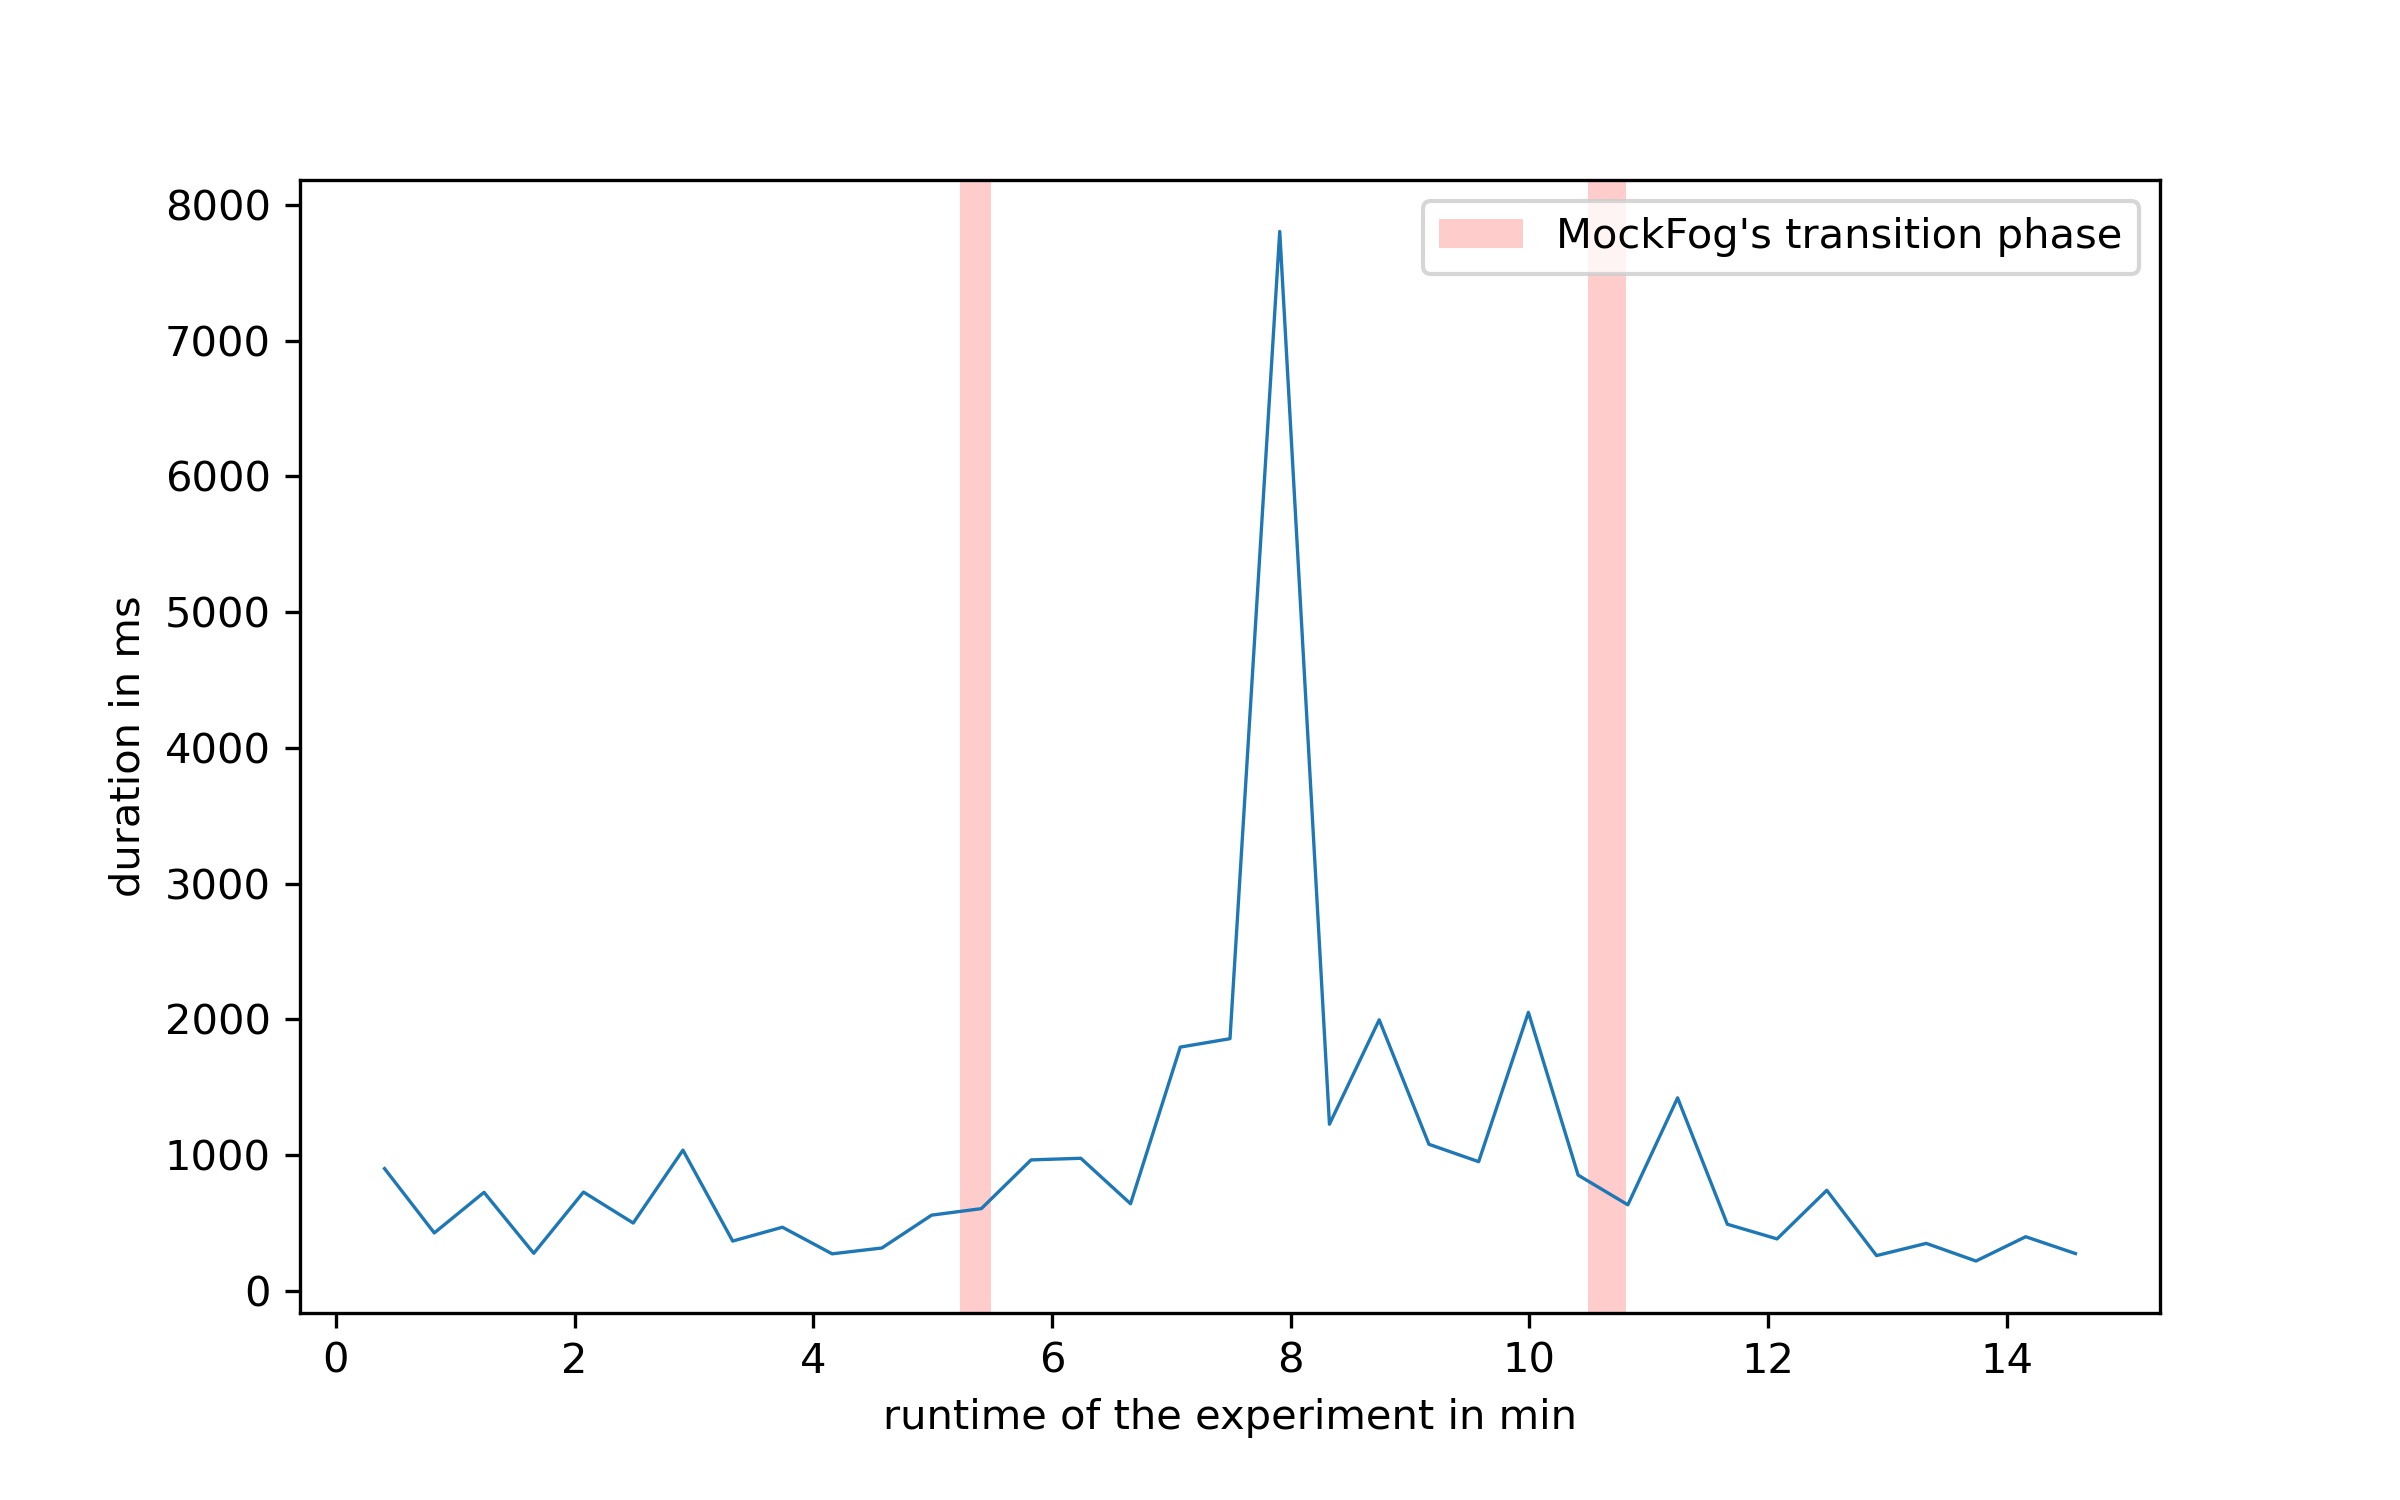 MockFog's transition phase
8000
7000
6000
5000
4000
3000
2000
1000
0
duration in ms
0 2 4 6 8 10 12 14
runtime of the experiment in min